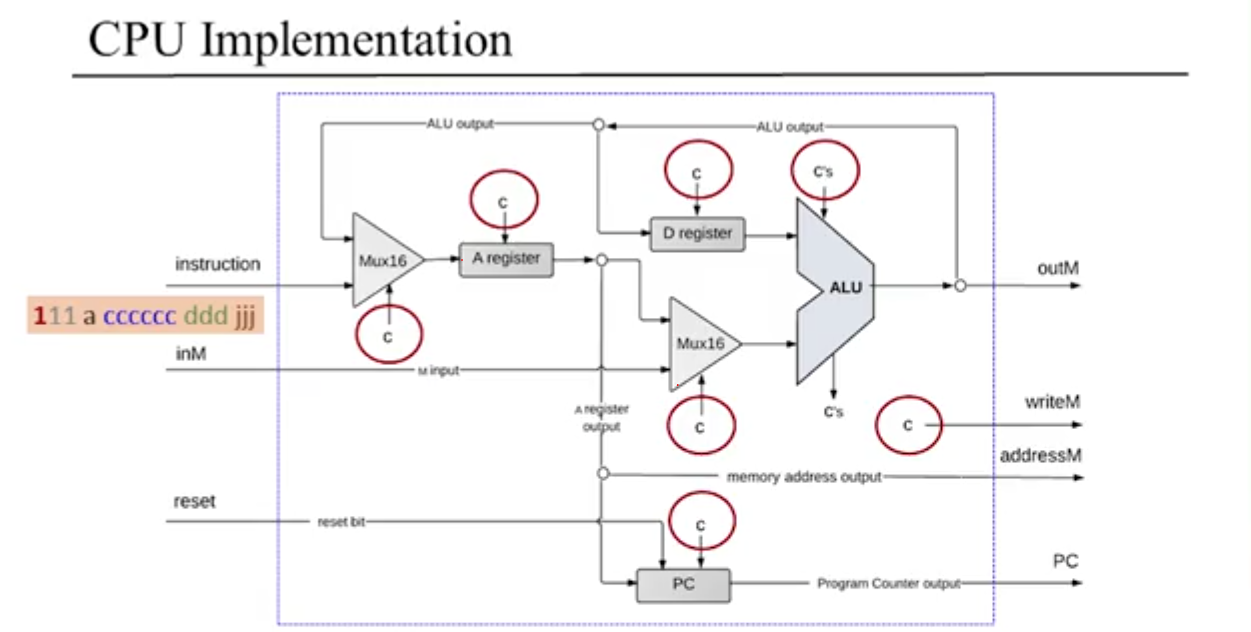 CPU Implementation
ALU output
ALU output
c
c
C's
D register
instruction
Mux16
A register
ALU
outM
111 a cccccc ddd jjj
c
Mux16
inM
M input
A register
output
c
C's
c
writeM
addressM
memory address output
reset
reset bit
c
PC
PC
Program Counter output